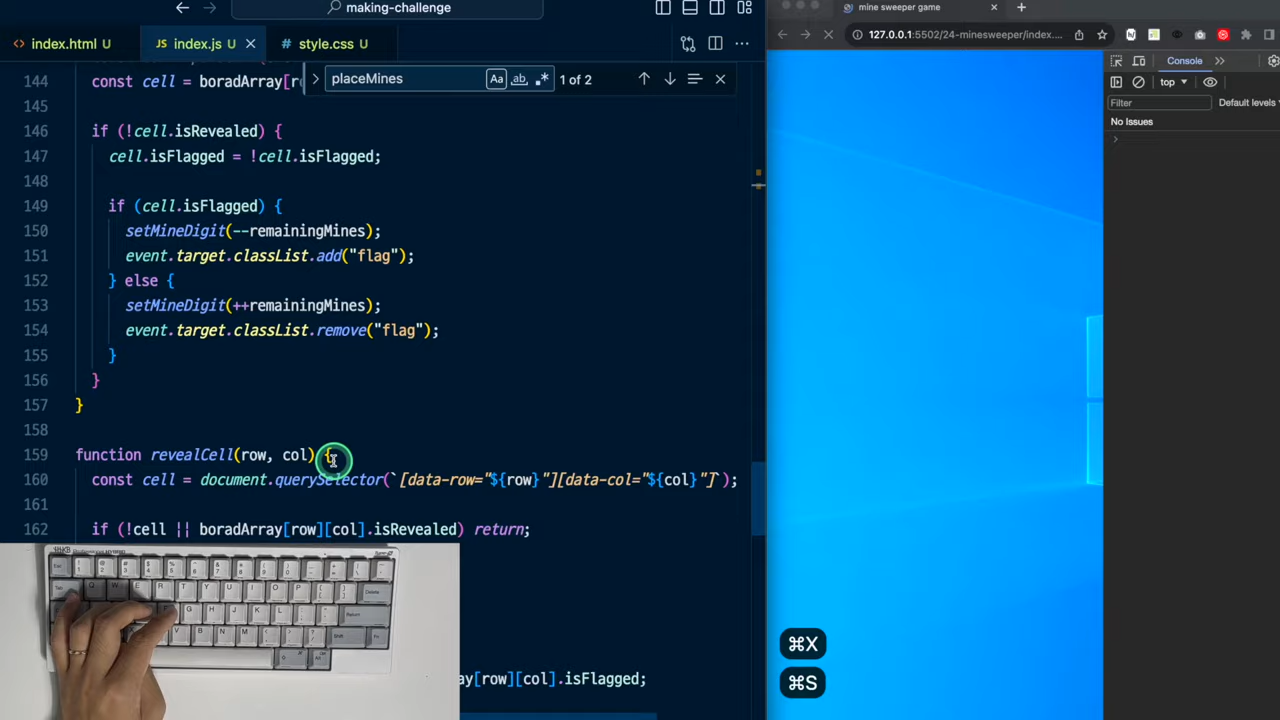 making-challenge
index.html U
JS index.js U
style.css U
mine sweeper game
127.0.0.1:5502/24-minesweeper/index....
placeMines
Aa
ab
1 of 2
Console
top
Filter
Default levels
No Issues
144 const cell = boradArray[r
145
146 if (!cell.isRevealed) {
147 cell.isFlagged = !cell.isFlagged;
148
149 if (cell.isFlagged) {
150 setMineDigit(--remainingMines);
151 event.target.classList.add("flag");
152 } else {
153 setMineDigit(++remainingMines);
154 event.target.classList.remove("flag");
155 }
156 }
157 }
158
159 function revealCell(row, col) {
160 const cell = document.querySelector(`[data-row="${row}"][data-col="${col}"]`);
161
162 if (!cell || boradArray[row][col].isRevealed) return;
ay[row][col].isFlagged;
⌘X
⌘S